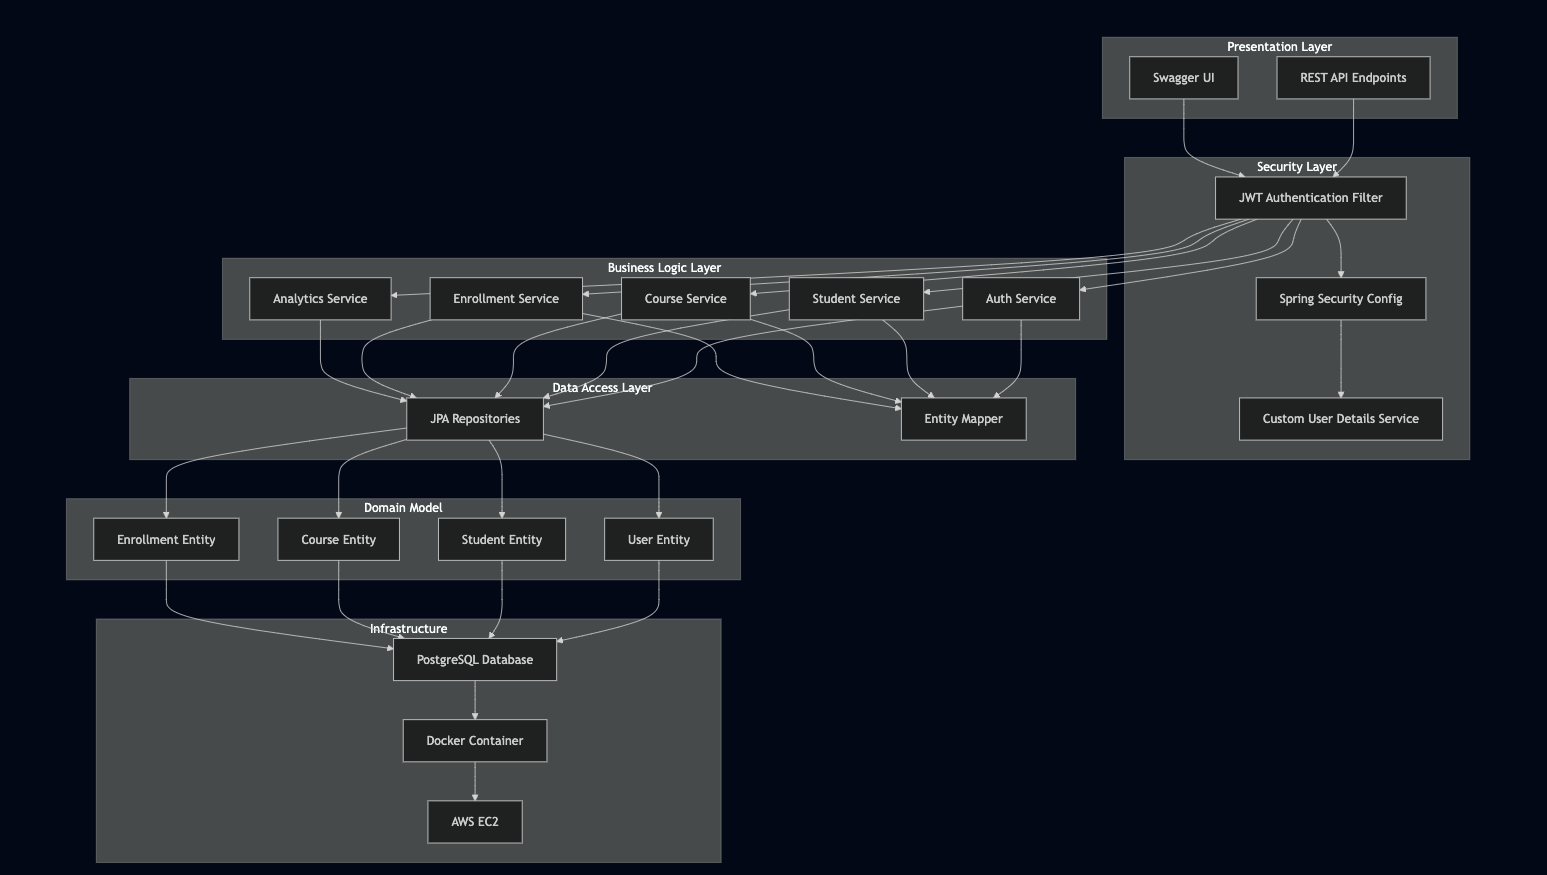 Presentation Layer
Swagger UI
REST API Endpoints
Security Layer
JWT Authentication Filter
Business Logic Layer
Analytics Service
Enrollment Service
Course Service
Student Service
Auth Service
Spring Security Config
Data Access Layer
JPA Repositories
Entity Mapper
Custom User Details Service
Domain Model
Enrollment Entity
Course Entity
Student Entity
User Entity
Infrastructure
PostgreSQL Database
Docker Container
AWS EC2